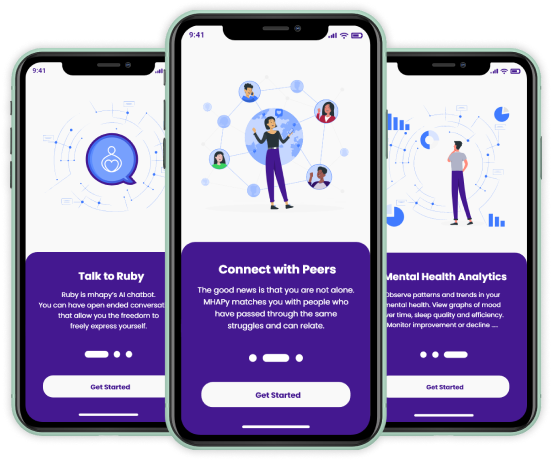 9:41
Talk to Ruby
Ruby is mhapy's AI chatbot.
You can have open ended conversat
that allow you the freedom to
freely express yourself.
Get Started
9:41
Connect with Peers
The good news is that you are not alone.
MHAPy matches you with people who
have passed through the same
struggles and can relate.
Get Started
Mental Health Analytics
Observe patterns and trends in your
mental health. View graphs of mood
over time, sleep quality and efficiency.
Monitor improvement or decline ....
Get Started